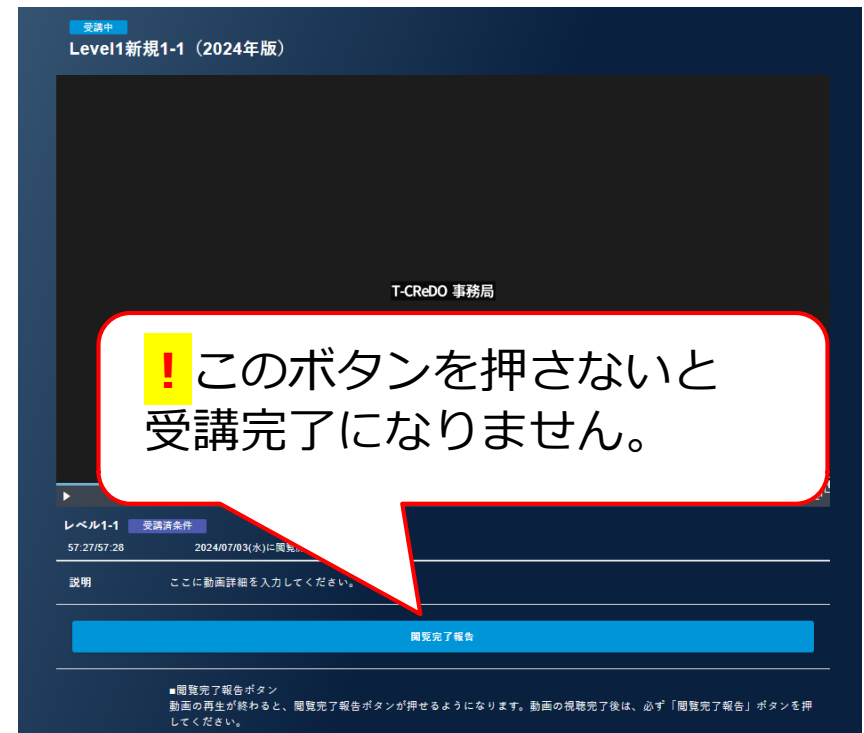 受講中
Level1新規1-1（2024年版）
T-CReDO 事務局
！このボタンを押さないと
受講完了になりません。
レベル1-1 受講済条件
57:27/57:28 2024/07/03(水)に閲覧
説明 ここに動画詳細を入力してください。
閲覧完了報告
■閲覧完了報告ボタン
動画の再生が終わると、閲覧完了報告ボタンが押せるようになります。動画の視聴完了後は、必ず「閲覧完了報告」ボタンを押
してください。